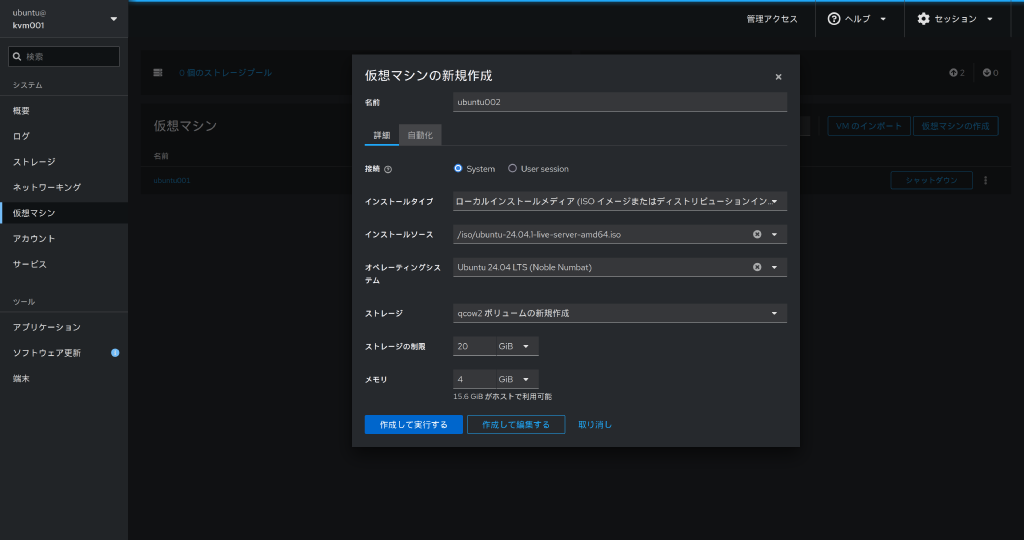 ubuntu@
kvm001
管理アクセス
ヘルプ
セッション
検索
システム
概要
ログ
ストレージ
ネットワーキング
仮想マシン
アカウント
サービス
ツール
アプリケーション
ソフトウェア更新
端末
0 個のストレージプール
2
0
仮想マシン
VM のインポート
仮想マシンの作成
名前
ubuntu001
シャットダウン
仮想マシンの新規作成
名前
ubuntu002
詳細
自動化
接続
System
User session
インストールタイプ
ローカルインストールメディア (ISO イメージまたはディストリビューションイン...
インストールソース
/iso/ubuntu-24.04.1-live-server-amd64.iso
オペレーティングシス
テム
Ubuntu 24.04 LTS (Noble Numbat)
ストレージ
qcow2 ボリュームの新規作成
ストレージの制限
20
GiB
メモリ
4
GiB
15.6 GiB がホストで利用可能
作成して実行する
作成して編集する
取り消し